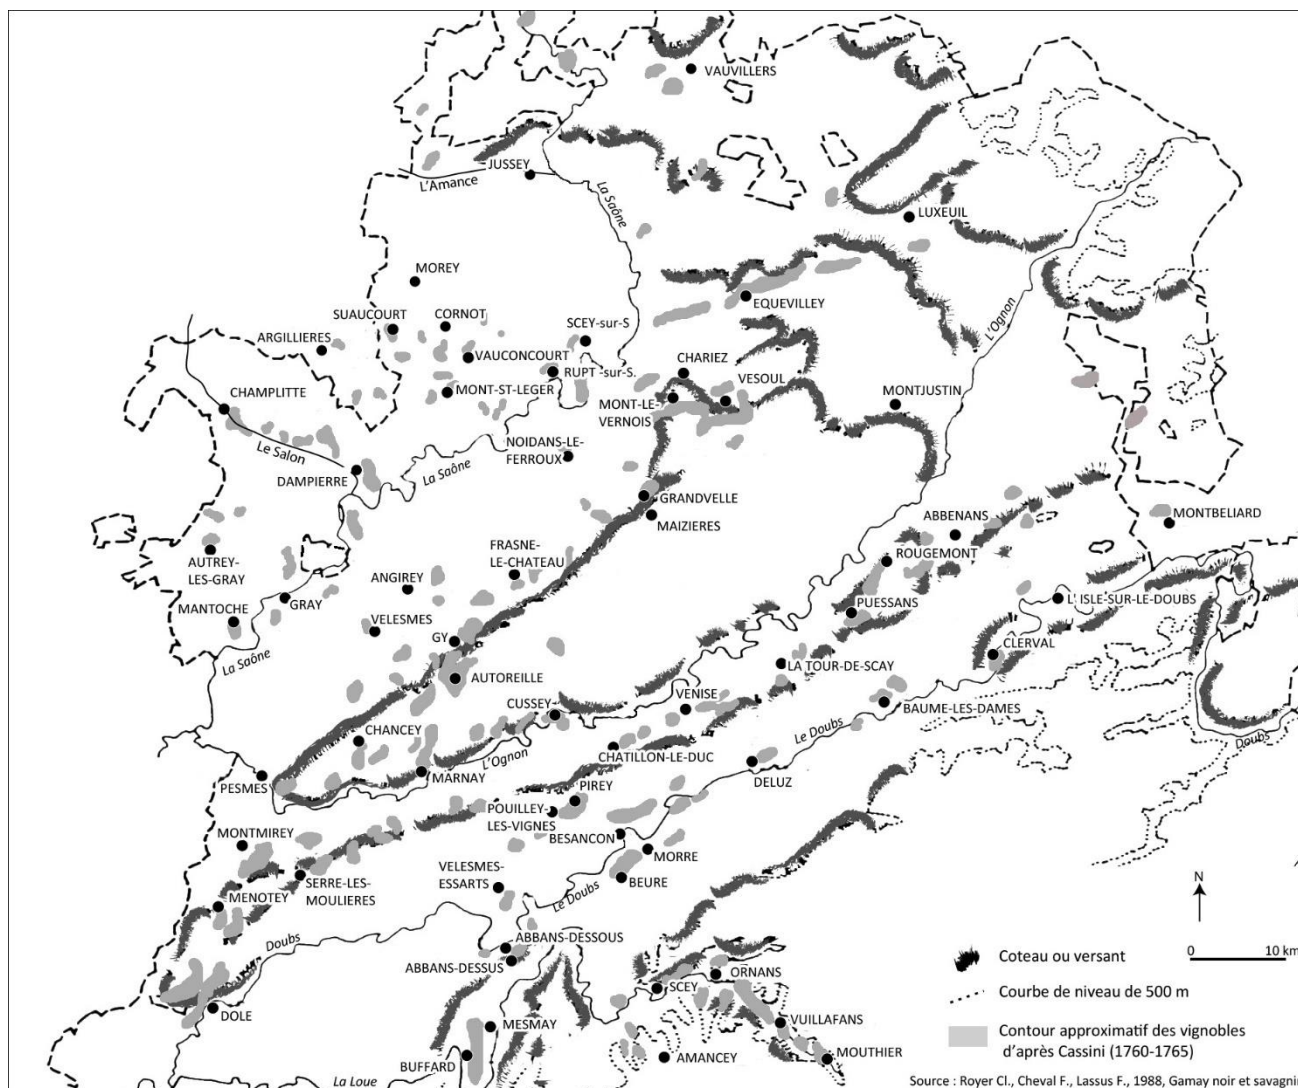 VAUVILLERS
JUSSEY
L'Amance
La Saône
LUXEUIL
MOREY
EQUEVILLEY
L'Ognon
SUAUCOURT
CORNOT
SCEY-sur-S
ARGILLIERES
VAUCONCOURT
CHARIEZ
RUPT -sur-S.
VESOUL
CHAMPLITTE
MONT-ST-LEGER
MONT-LE-
VERNOIS
MONTJUSTIN
Le Salon
NOIDANS-LE-
FERROUX
La Saône
DAMPIERRE
GRANDVELLE
MAIZIERES
ABBENANS
MONTBELIARD
AUTREY-
LES-GRAY
FRASNE-
LE-CHATEAU
ROUGEMONT
ANGIREY
GRAY
MANTOCHE
PUESSANS
L' ISLE-SUR-LE-DOUBS
VELESMES
GY
CLERVAL
La Saône
LA TOUR-DE-SCAY
AUTOREILLE
CUSSEY
VENISE
BAUME-LES-DAMES
Le Doubs
Doubs
CHANCEY
L'Ognon
CHATILLON-LE-DUC
DELUZ
PESMES
MARNAY
PIREY
POUILLEY-
LES-VIGNES
BESANCON
MONTMIREY
MORRE
SERRE-LES-
MOULIERES
VELESMES-
ESSARTS
BEURE
MENOTEY
Le Doubs
Doubs
ABBANS-DESSOUS
ABBANS-DESSUS
ORNANS
SCEY
DOLE
MESMAY
VUILLAFANS
BUFFARD
AMANCEY
MOUTHIER
La Loue
N
0 10 km
Coteau ou versant
Courbe de niveau de 500 m
Contour approximatif des vignobles
d'après Cassini (1760-1765)
Source : Royer Cl., Cheval F., Lassus F., 1988, Gamay noir et savagnin